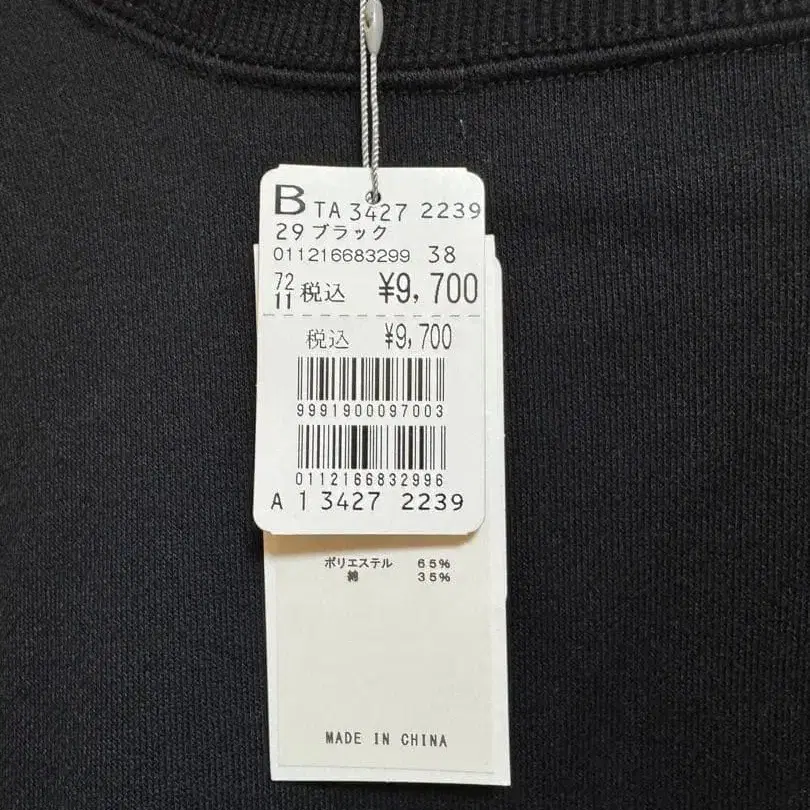 B TA 3427 2239
29 ブラック
011216683299 38
72
11 税込 ¥9,700
税込 ¥9,700
9991900097003
0112166832996
A 1 3427 2239
ポリエステル 65%
綿 35%
MADE IN CHINA